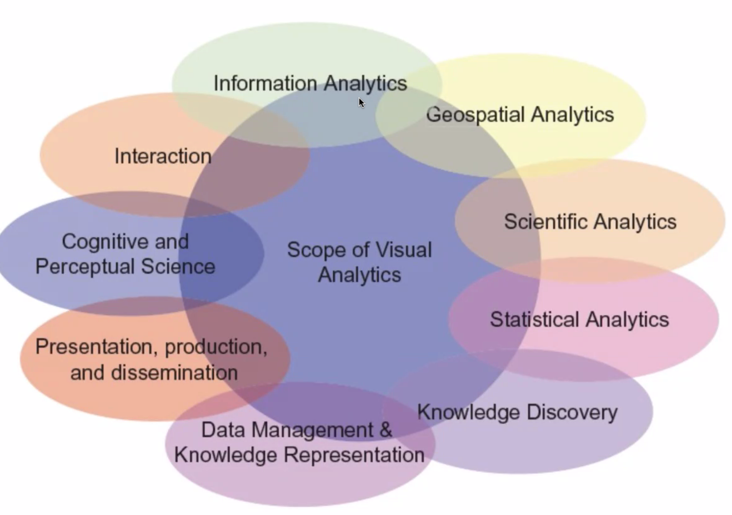 Information Analytics
Geospatial Analytics
Interaction
Scientific Analytics
Cognitive and
Perceptual Science
Scope of Visual
Analytics
Statistical Analytics
Presentation, production,
and dissemination
Knowledge Discovery
Data Management &
Knowledge Representation